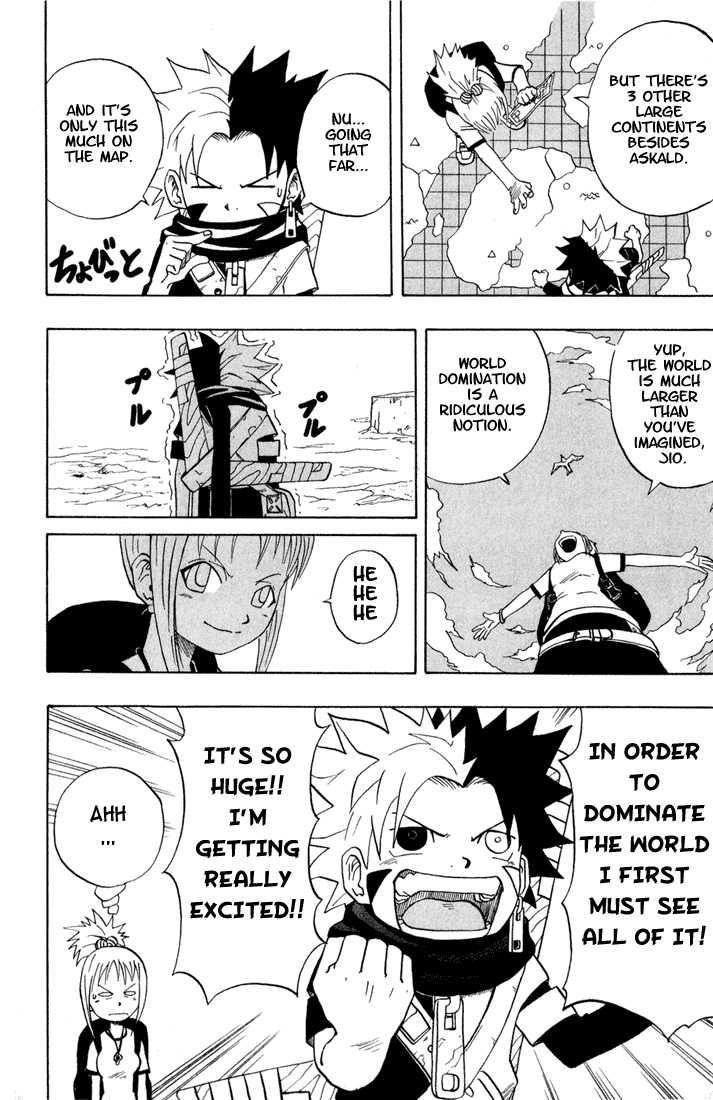 BUT THERE'S
3 OTHER
LARGE
CONTINENTS
BESIDES
ASKALD.
NU...
GOING
THAT
FAR...
AND IT'S
ONLY THIS
MUCH ON
THE MAP.
ちょびっと
YUP,
THE WORLD
IS MUCH
LARGER
THAN
YOU'VE
IMAGINED,
JIO.
WORLD
DOMINATION
IS A
RIDICULOUS
NOTION.
プル
プル
HE
HE
HE
IN ORDER
TO
DOMINATE
THE WORLD
I FIRST
MUST SEE
ALL OF IT!
IT'S SO
HUGE!!
I'M
GETTING
REALLY
EXCITED!!
AHH
...